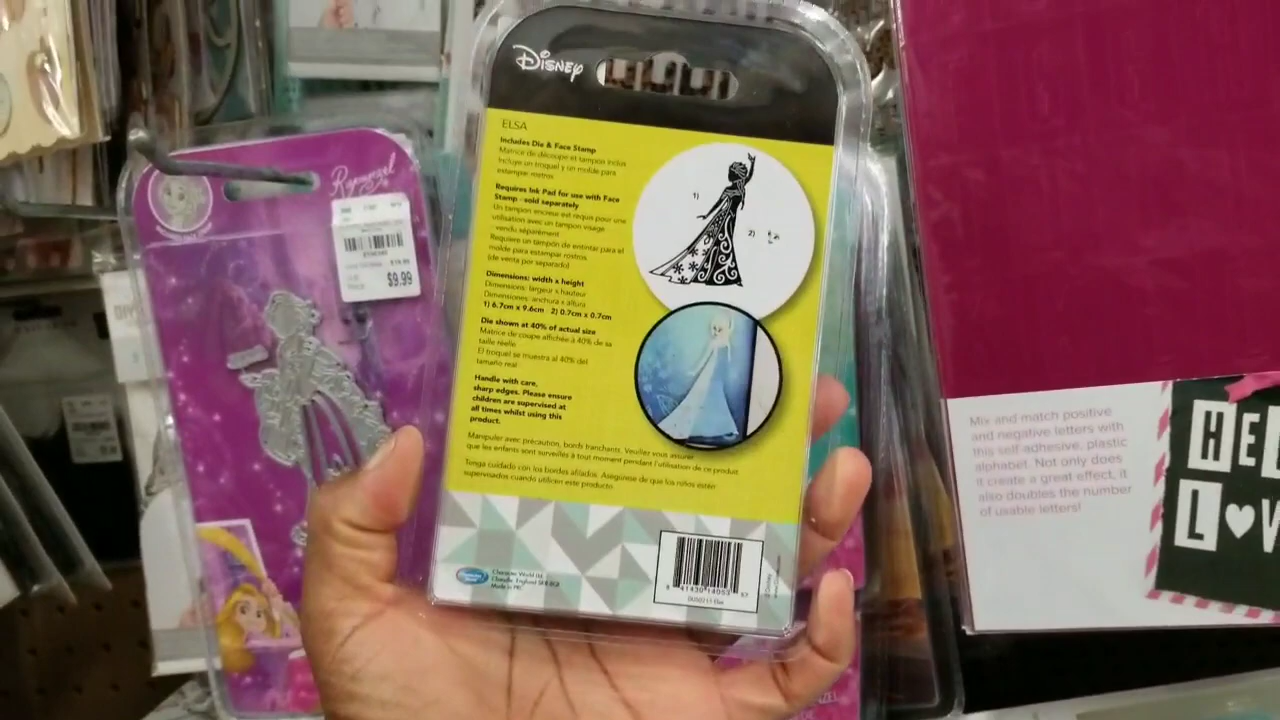 Disney
ELSA
Includes Die & Face Stamp
Matrice de découpe et tampon inclus
Incluye un troquel y un molde para
estampar rostros
Requires Ink Pad for use with Face
Stamp - sold separately
Un tampon encreur est requis pour une
utilisation avec un tampon visage
- vendu séparément
Requiere un tampón de entintar para el
molde para estampar rostros
(de venta por separado)
Dimensions: width x height
Dimensions: largeur x hauteur
Dimensiones: anchura x altura
1) 6.7cm x 9.6cm 2) 0.7cm x 0.7cm
Die shown at 40% of actual size
Matrice de coupe affichée à 40% de sa
taille réelle
El troquel se muestra al 40% del
tamaño real
Handle with care,
sharp edges. Please ensure
children are supervised at
all times whilst using this
product.
Manipuler avec précaution, bords tranchants. Veuillez vous assurer
que les enfants sont surveillés à tout moment pendant l'utilisation de ce produit
Tenga cuidado con los bordes afilados. Asegúrese de que los niños estén
supervisados cuando utilicen este producto
1)
2)
Character World Ltd
England
Made in PRC
Rapunzel
$9.99
Mix and match positive
and negative letters with
this self adhesive, plastic
alphabet. Not only does
it create a great effect, it
also doubles the number
of usable letters!
HEL
L♥V